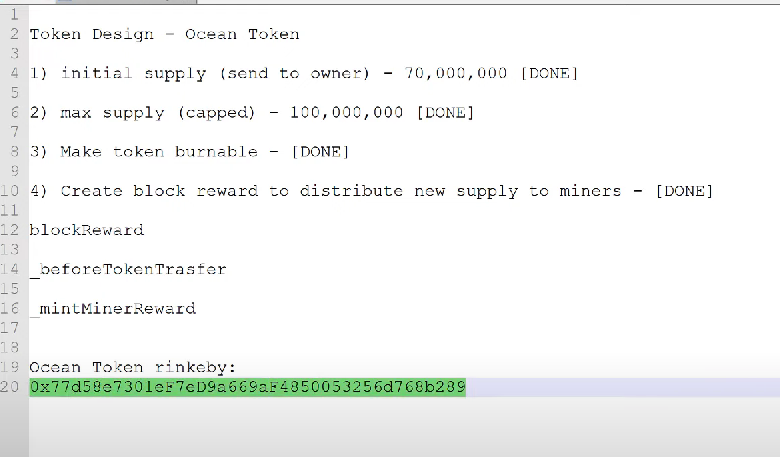 1
2 Token Design - Ocean Token
3
4 1) initial supply (send to owner) - 70,000,000 [DONE]
5
6 2) max supply (capped) - 100,000,000 [DONE]
7
8 3) Make token burnable - [DONE]
9
10 4) Create block reward to distribute new supply to miners - [DONE]
11
12 blockReward
13
14 _beforeTokenTrasfer
15
16 _mintMinerReward
17
18
19 Ocean Token rinkeby:
20 0x77d58e7301eF7eD9a669aF4850053256d768b289